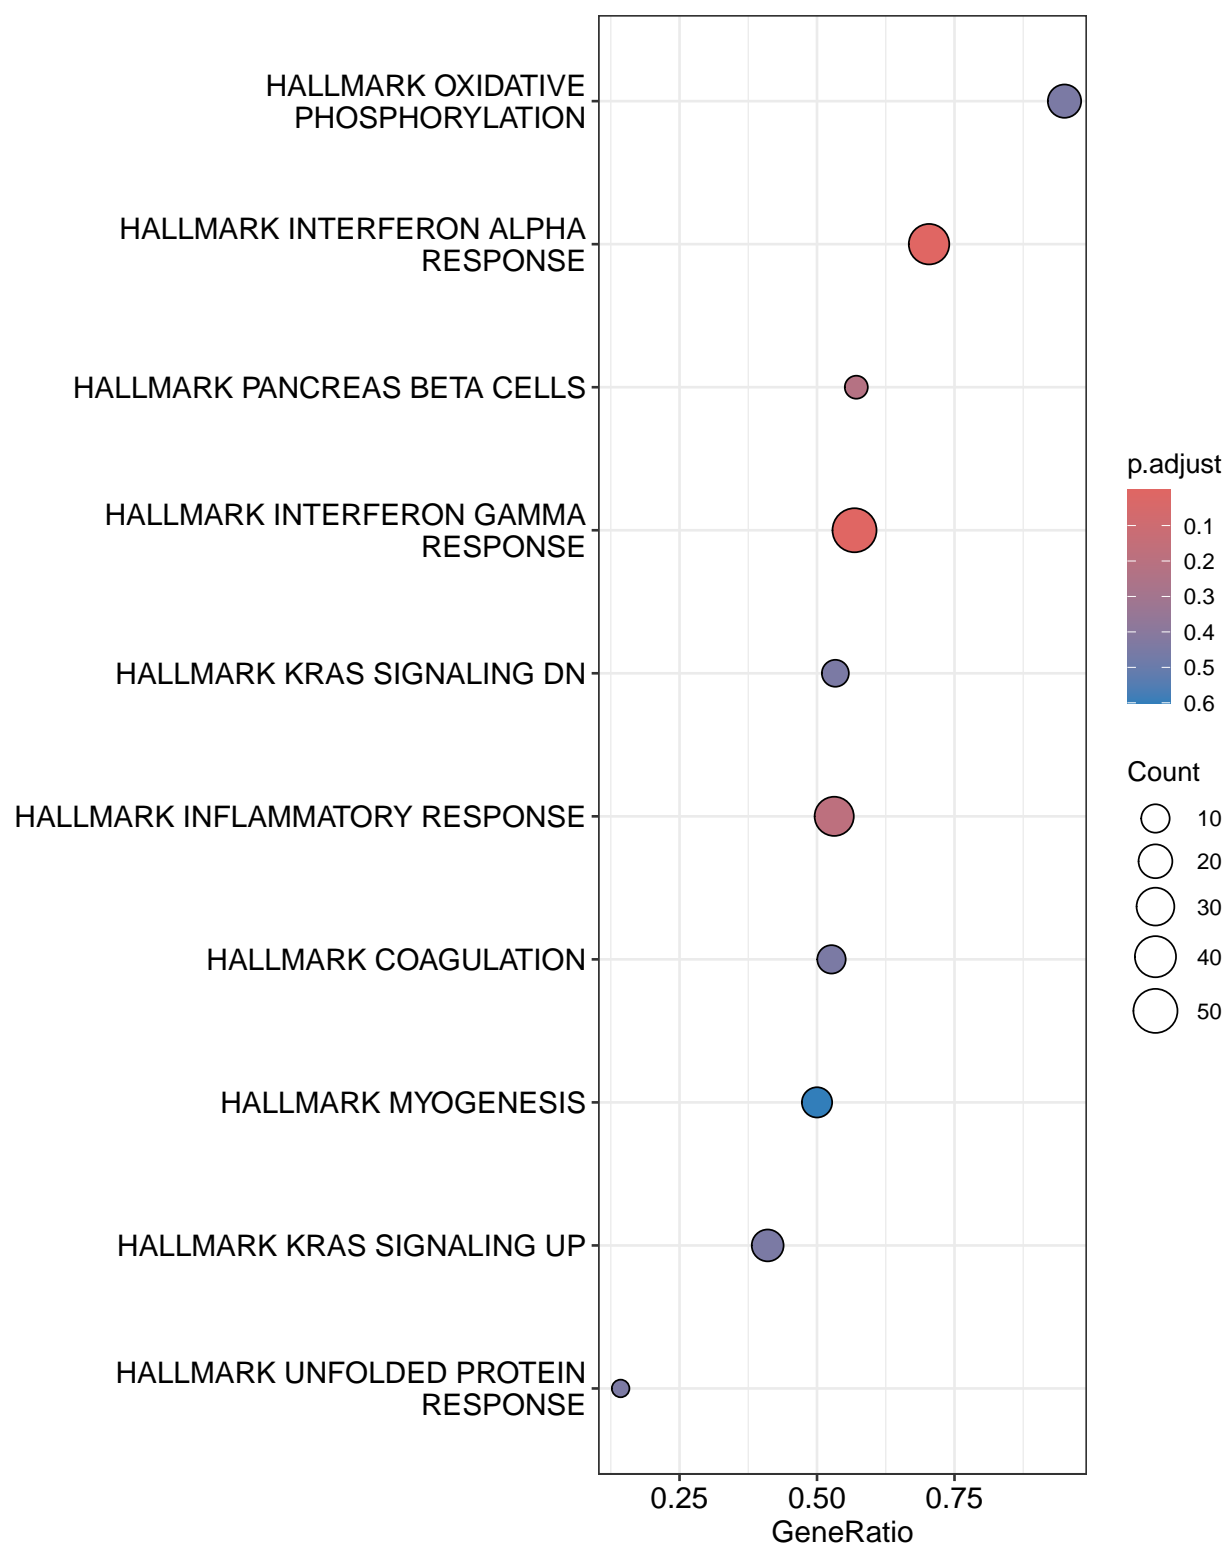 HALLMARK OXIDATIVE
PHOSPHORYLATION
HALLMARK INTERFERON ALPHA
RESPONSE
HALLMARK PANCREAS BETA CELLS
HALLMARK INTERFERON GAMMA
RESPONSE
HALLMARK KRAS SIGNALING DN
HALLMARK INFLAMMATORY RESPONSE
HALLMARK COAGULATION
HALLMARK MYOGENESIS
HALLMARK KRAS SIGNALING UP
HALLMARK UNFOLDED PROTEIN
RESPONSE
0.25 0.50 0.75
GeneRatio
p.adjust
0.1
0.2
0.3
0.4
0.5
0.6
Count
10
20
30
40
50